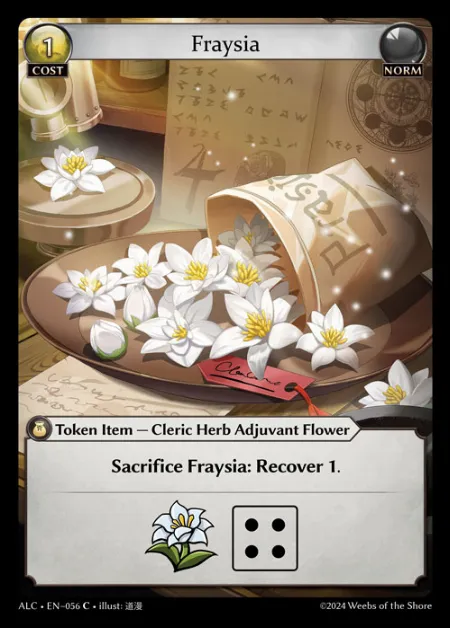 Fraysia
1
COST
NORM
Fraysia
Token Item — Cleric Herb Adjuvant Flower
Sacrifice Fraysia: Recover 1.
ALC • EN-056 C • illust: 道漫
©2024 Weebs of the Shore